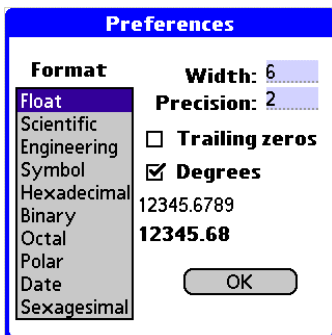 Preferences
Format
Float
Scientific
Engineering
Symbol
Hexadecimal
Binary
Octal
Polar
Date
Sexagesimal
Width: 6
Precision: 2
Trailing zeros
Degrees
12345.6789
12345.68
OK